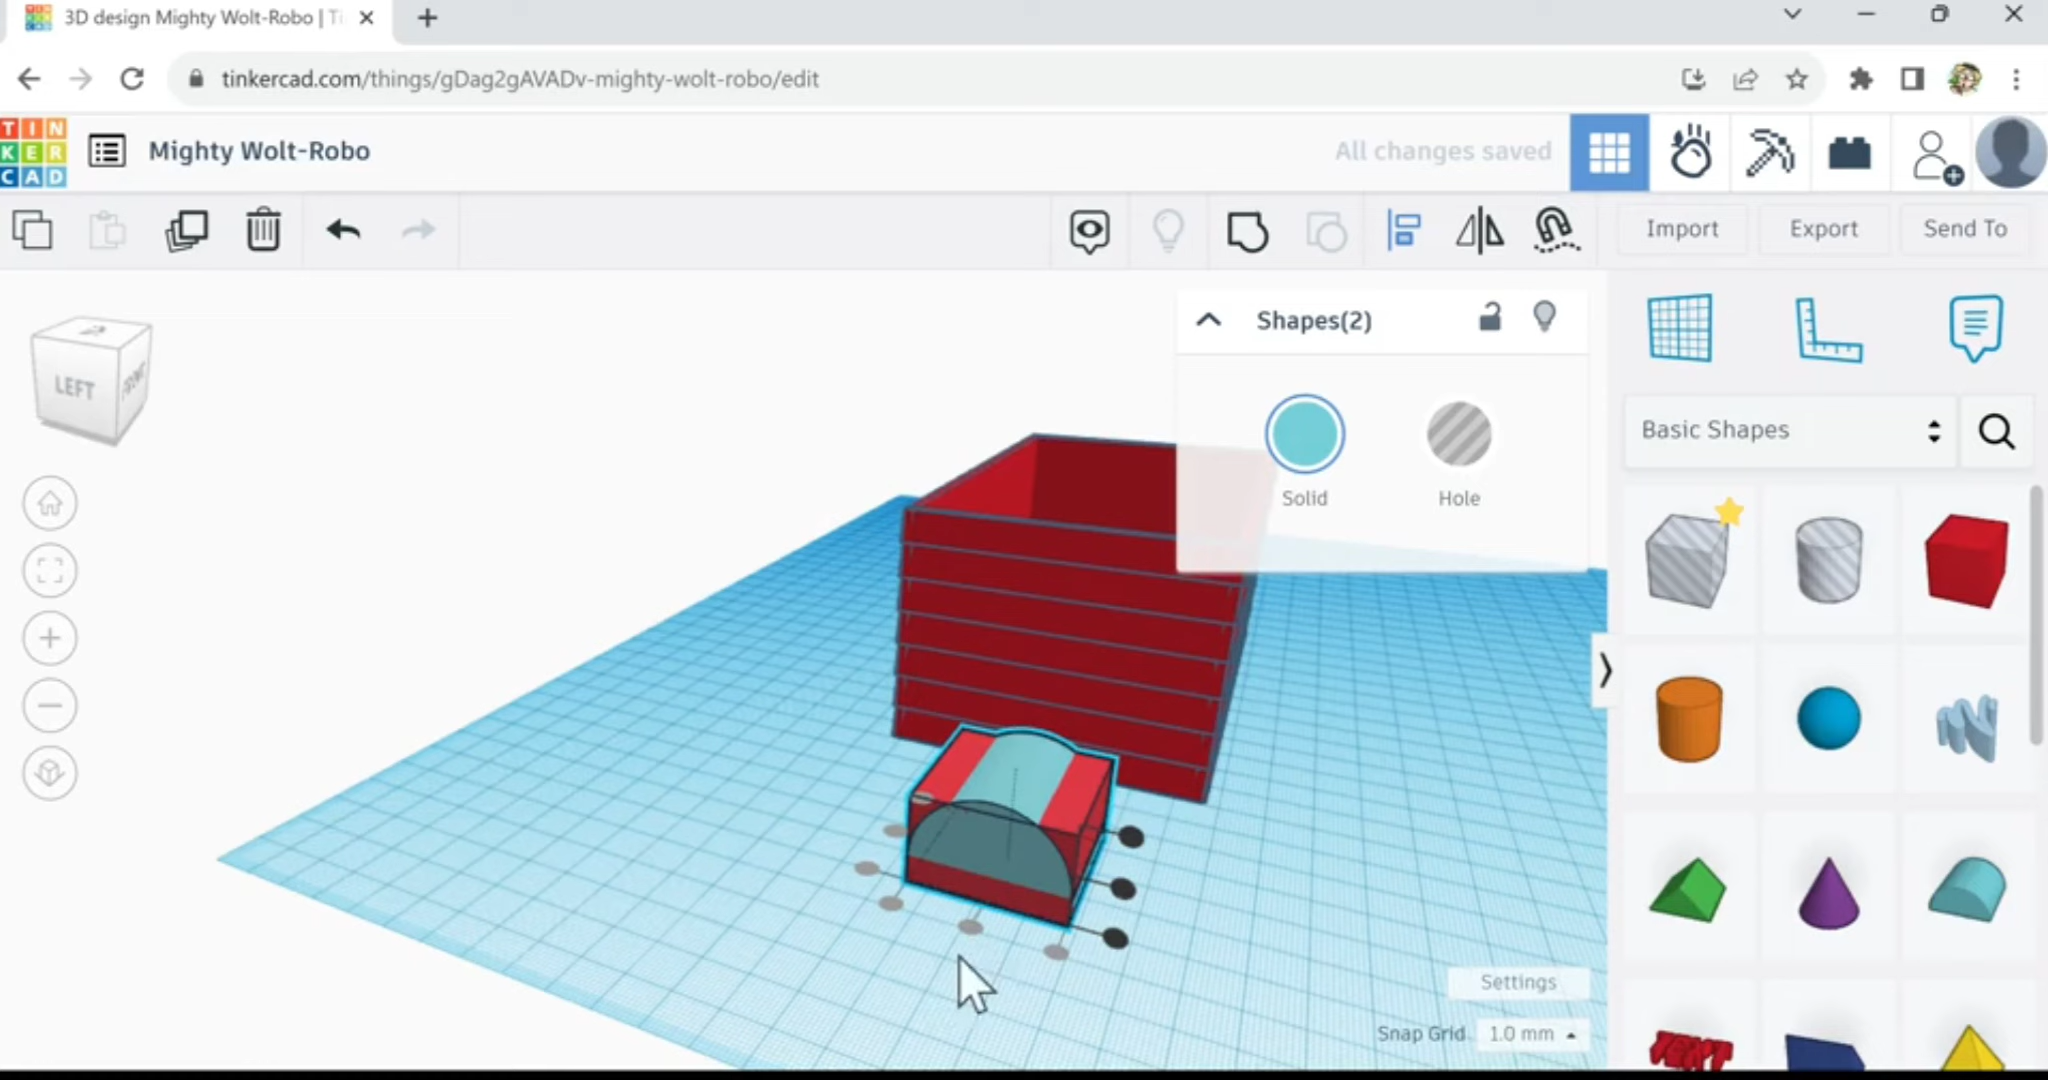 3D design Mighty Wolt-Robo | Ti
tinkercad.com/things/gDag2gAVADv-mighty-wolt-robo/edit
TIN
KER
CAD
Mighty Wolt-Robo
All changes saved
Import
Export
Send To
Shapes(2)
LEFT
Solid
Hole
Basic Shapes
Settings
Snap Grid
1.0 mm
TEXT